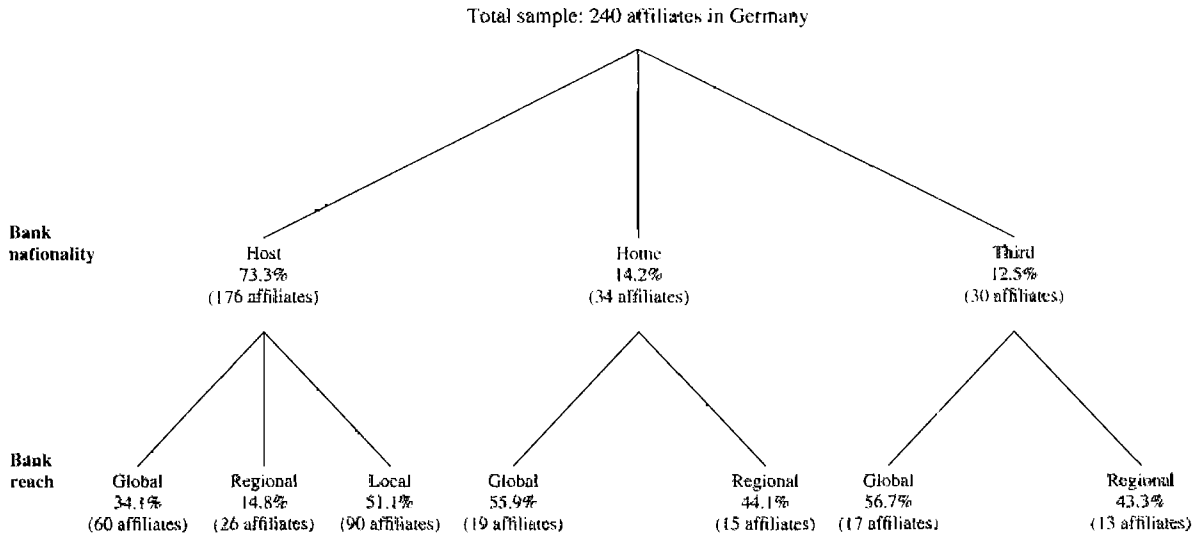 Total sample: 240 affiliates in Germany
Bank
nationality
Host
73.3%
(176 affiliates)
Home
14.2%
(34 affiliates)
Third
12.5%
(30 affiliates)
Bank
reach
Global
34.1%
(60 affiliates)
Regional
14.8%
(26 affiliates)
Local
51.1%
(90 affiliates)
Global
55.9%
(19 affiliates)
Regional
44.1%
(15 affiliates)
Global
56.7%
(17 affiliates)
Regional
43.3%
(13 affiliates)